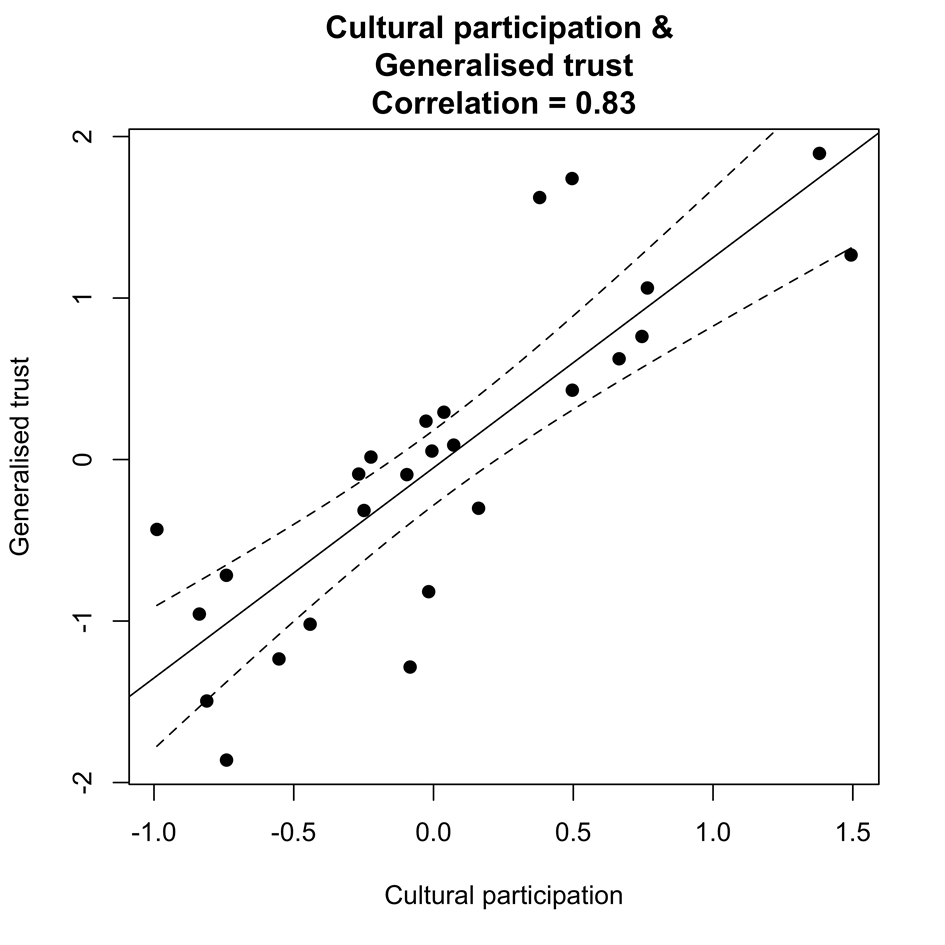 Cultural participation &
Generalised trust
Correlation = 0.83
2
1
0
-1
-2
Generalised trust
-1.0 -0.5 0.0 0.5 1.0 1.5
Cultural participation